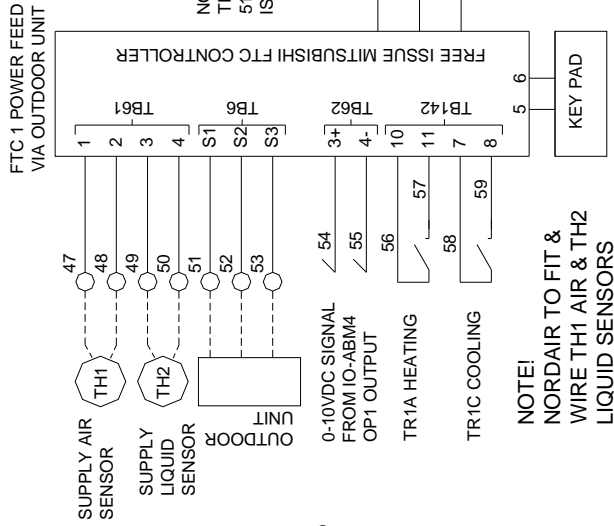 FTC 1 POWER FEED
VIA OUTDOOR UNIT
NO
TH
51
IS
FREE ISSUE MITSUBISHI FTC CONTROLLER
TB61
TB6
TB62
TB142
1
2
3
4
S1
S2
S3
3+
4-
10
11
7
8
5
6
KEY PAD
47
48
49
50
51
52
53
54
55
56
57
58
59
TH1
TH2
SUPPLY AIR
SENSOR
SUPPLY
LIQUID
SENSOR
OUTDOOR
UNIT
0-10VDC SIGNAL
FROM IO-ABM4
OP1 OUTPUT
TR1A HEATING
TR1C COOLING
NOTE!
NORDAIR TO FIT &
WIRE TH1 AIR & TH2
LIQUID SENSORS